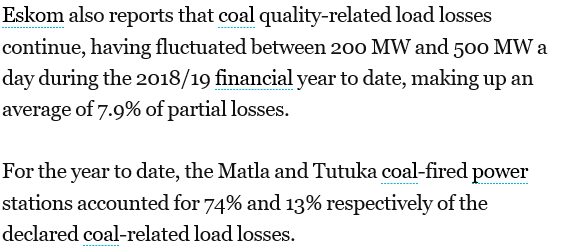 Eskom also reports that coal quality-related load losses
continue, having fluctuated between 200 MW and 500 MW a
day during the 2018/19 financial year to date, making up an
average of 7.9% of partial losses.
For the year to date, the Matla and Tutuka coal-fired power
stations accounted for 74% and 13% respectively of the
declared coal-related load losses.